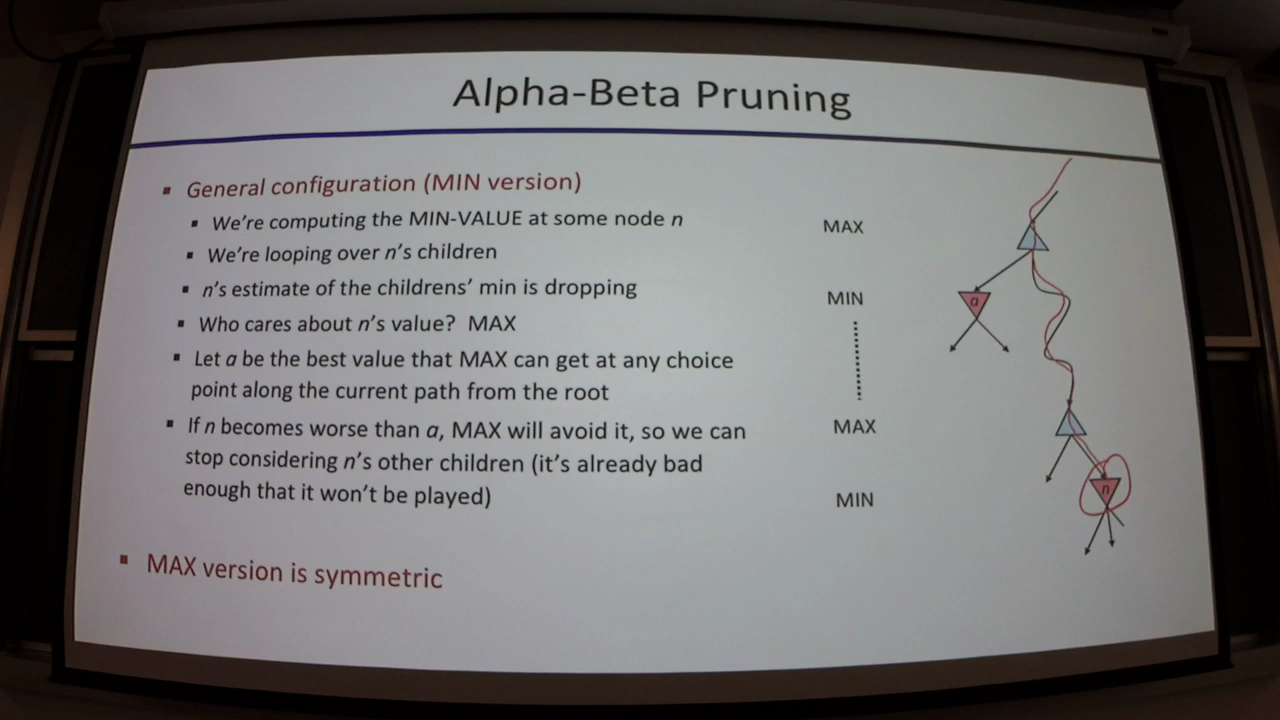 Alpha-Beta Pruning
General configuration (MIN version)
We're computing the MIN-VALUE at some node n
We're looping over n's children
n's estimate of the childrens' min is dropping
Who cares about n's value? MAX
Let a be the best value that MAX can get at any choice
point along the current path from the root
If n becomes worse than a, MAX will avoid it, so we can
stop considering n's other children (it's already bad
enough that it won't be played)
MAX version is symmetric
MAX
MIN
a
MAX
MIN
n